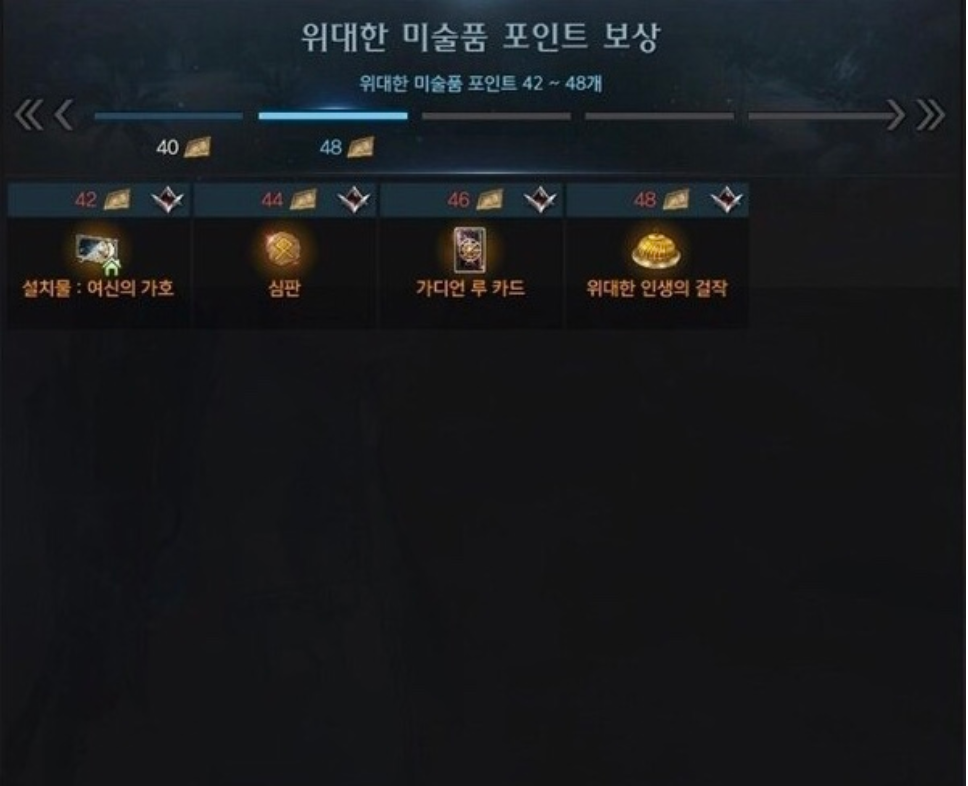 위대한 미술품 포인트 보상
위대한 미술품 포인트 42 ~ 48개
40 48
42 44 46 48
설치물 : 여신의 가호 심판 가디언 루 카드 위대한 인생의 걸작